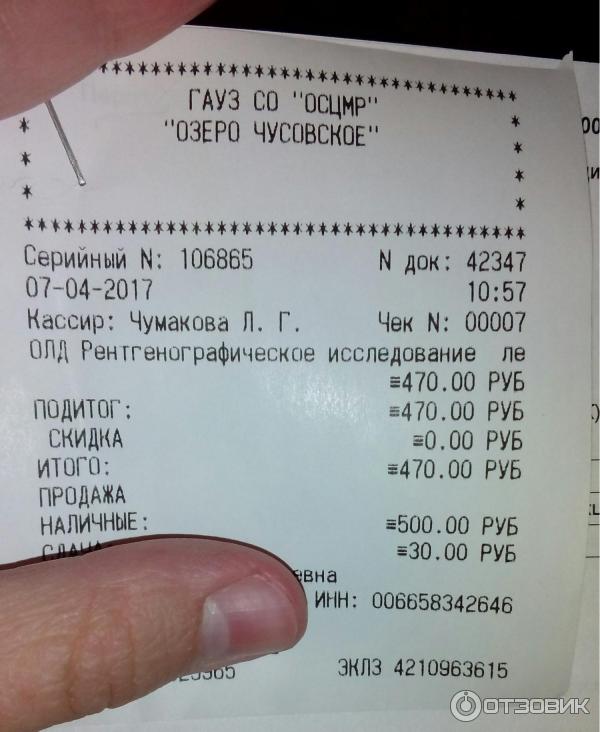 ************************************
ГАУЗ СО "ОСЦМР"
* "ОЗЕРО ЧУСОВСКОЕ" *
* *
* *
************************************
Серийный N: 106865 N док: 42347
07-04-2017 10:57
Кассир: Чумакова Л. Г. Чек N: 00007
ОЛД Рентгенографическое исследование ле
≡470.00 РУБ
ПОДИТОГ: ≡470.00 РУБ
СКИДКА ≡0.00 РУБ
ИТОГО: ≡470.00 РУБ
ПРОДАЖА
НАЛИЧНЫЕ: ≡500.00 РУБ
СДАЧА ≡30.00 РУБ
евна
ИНН: 006658342646
ЭКЛЗ 4210963615
ОТЗОВИК